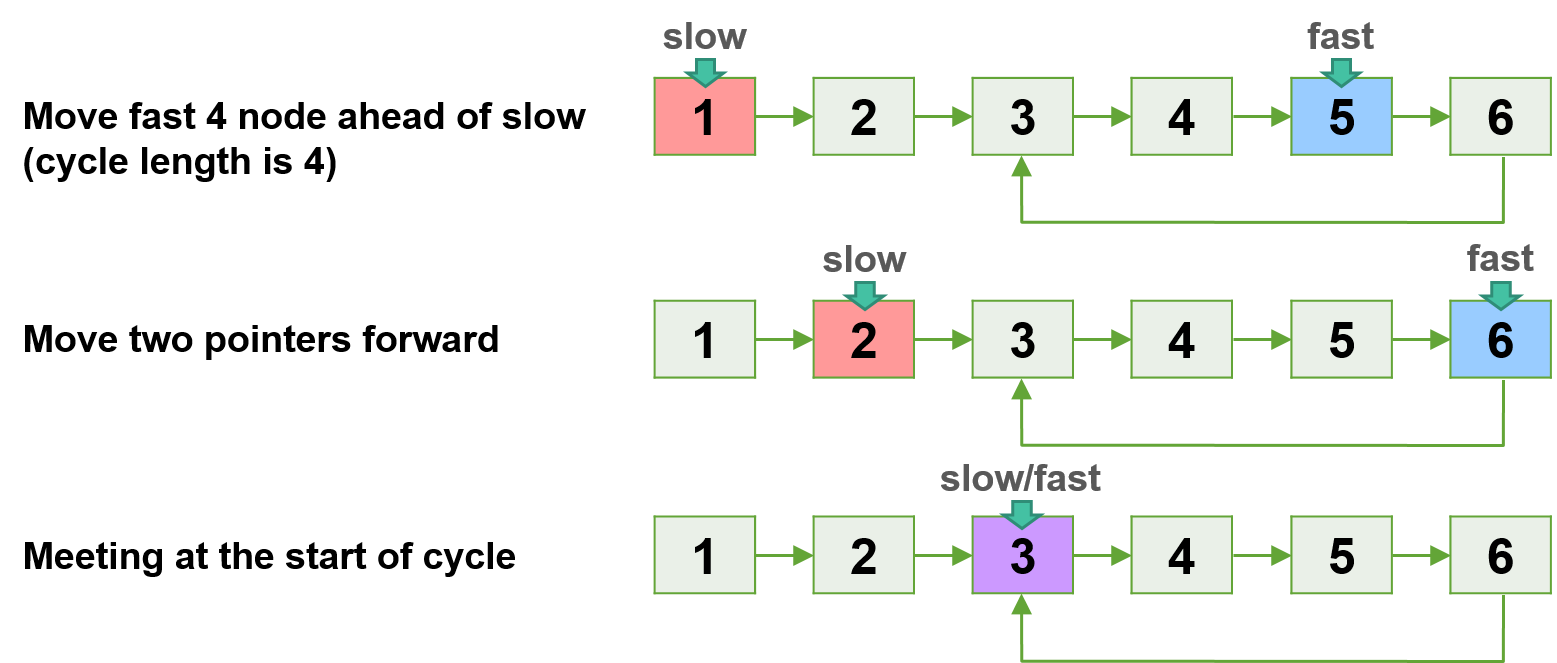 slow fast
Move fast 4 node ahead of slow
(cycle length is 4)
1 2 3 4 5 6
slow fast
Move two pointers forward
1 2 3 4 5 6
slow/fast
Meeting at the start of cycle
1 2 3 4 5 6